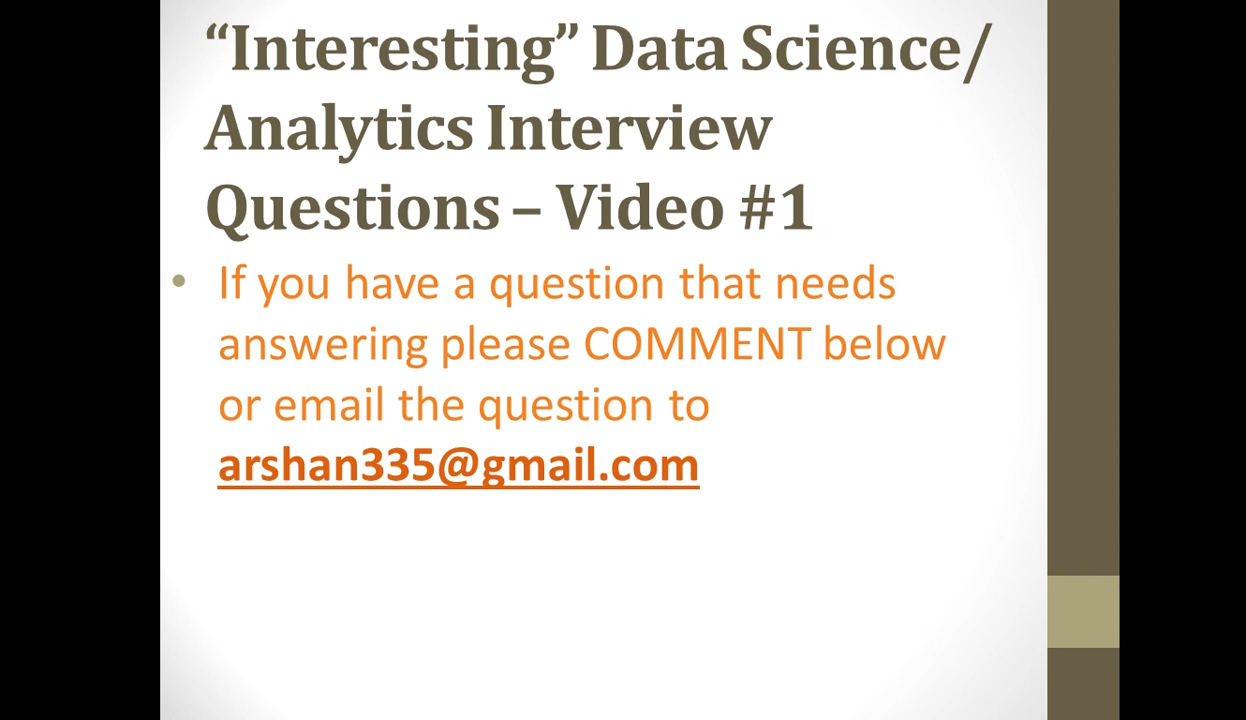 “Interesting” Data Science/
Analytics Interview
Questions – Video #1
• If you have a question that needs
answering please COMMENT below
or email the question to
arshan335@gmail.com